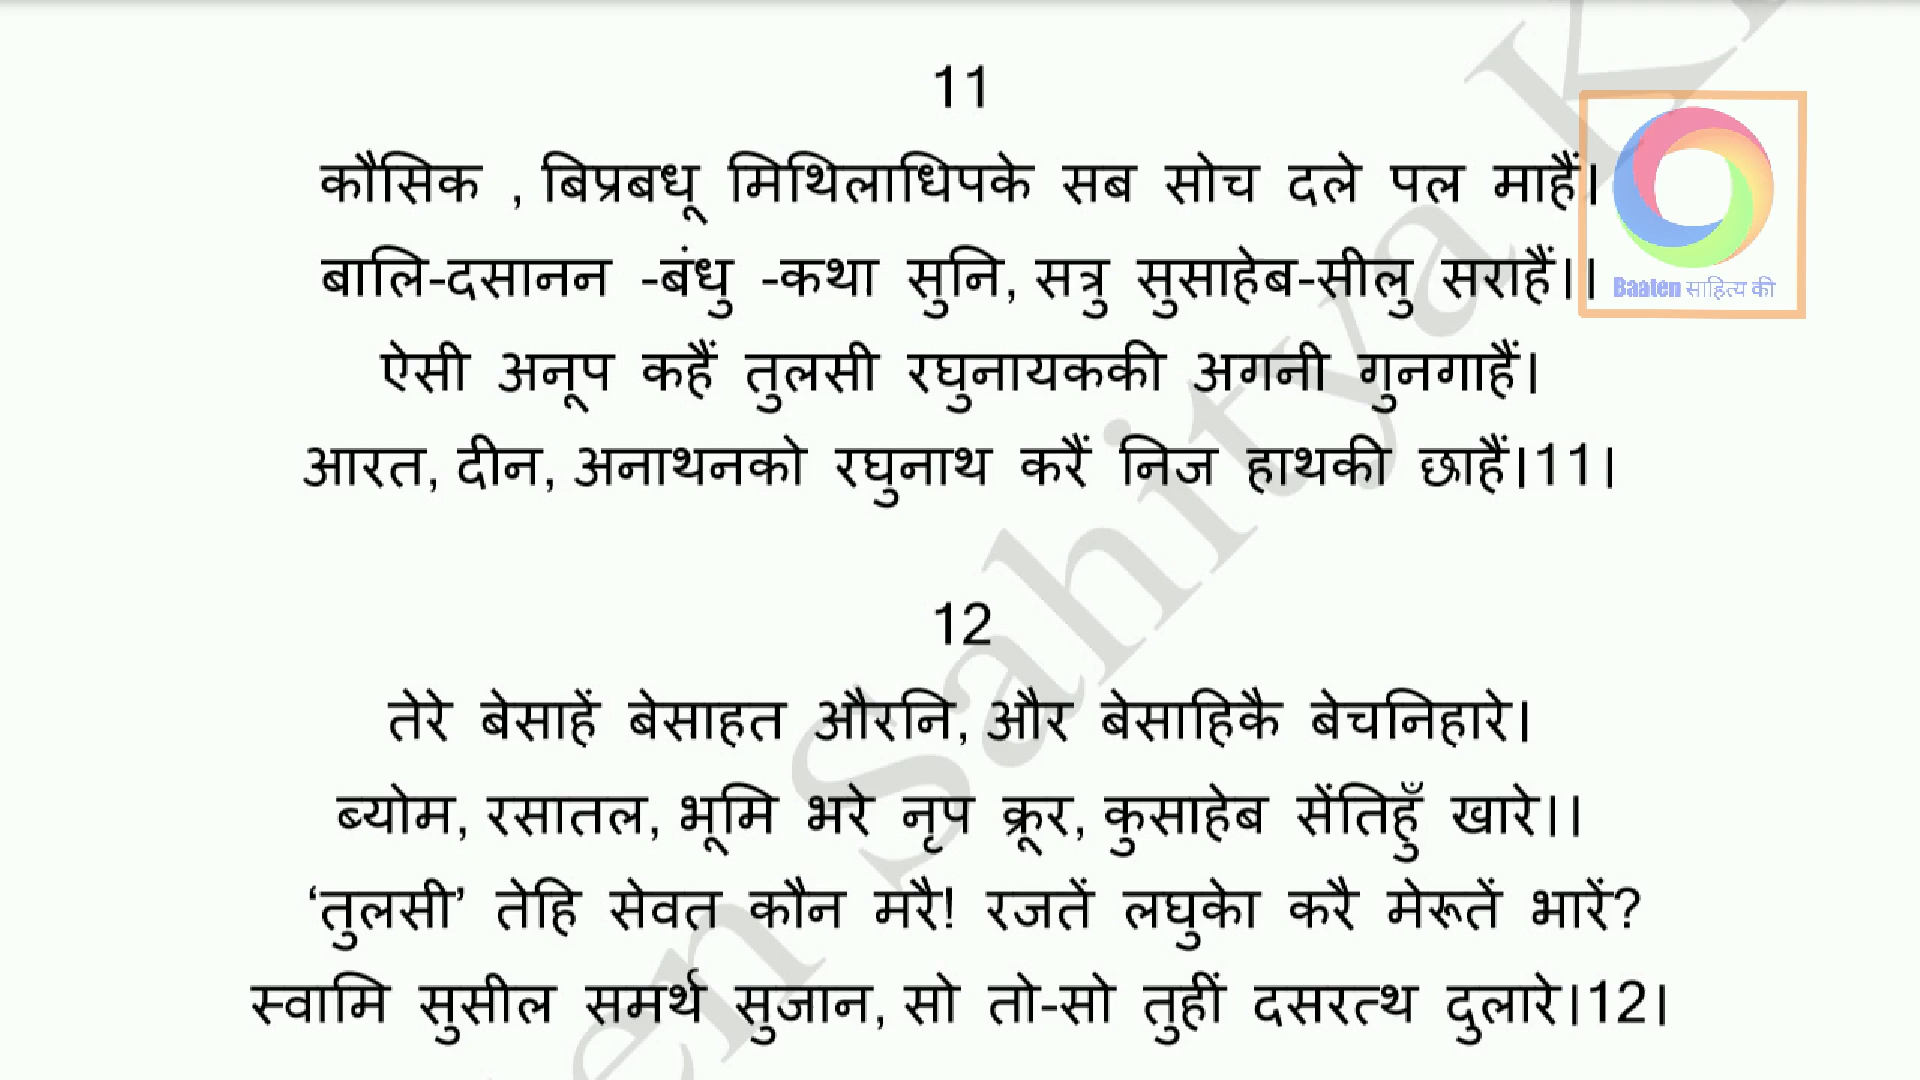 11
कौसिक , बिप्रबधू मिथिलाधिपके सब सोच दले पल माहैं।
बालि-दसानन -बंधु -कथा सुनि, सत्रु सुसाहेब-सीलु सराहैं।।
Baaten साहित्य की
ऐसी अनूप कहैं तुलसी रघुनायककी अगनी गुनगाहैं।
आरत, दीन, अनाथनको रघुनाथ करैं निज हाथकी छाहैं।11।
12
तेरे बेसाहें बेसाहत औरनि, और बेसाहिकै बेचनिहारे।
ब्योम, रसातल, भूमि भरे नृप क्रूर, कुसाहेब सेंतिहुँ खारे।।
‘तुलसी’ तेहि सेवत कौन मरै! रजतें लघुकेा करै मेरूतें भारें?
स्वामि सुसील समर्थ सुजान, सो तो-सो तुहीं दसरत्थ दुलारे।12।
en Sahitya K